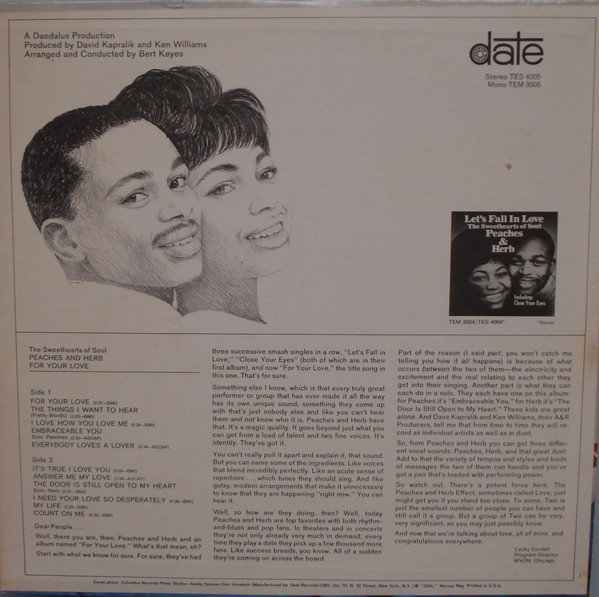 A Daedalus Production
Produced by David Kapralik and Ken Williams
Arranged and Conducted by Bert Keyes
date
Stereo TES 4005
Mono TEM 3005
Let's Fall In Love
The Sweethearts of Soul
Peaches
&
Herb
Including:
Close Your Eyes
TEM 3004/TES 4004*
*Stereo
The Sweethearts of Soul
PEACHES AND HERB
FOR YOUR LOVE
Side 1
FOR YOUR LOVE
THE THINGS I WANT TO HEAR
(Pretty Words)
I LOVE HOW YOU LOVE ME
EMBRACEABLE YOU
Solo: Peaches
EVERYBODY LOVES A LOVER
Side 2
IT'S TRUE I LOVE YOU
ANSWER ME MY LOVE
THE DOOR IS STILL OPEN TO MY HEART
Solo: Herb
I NEED YOUR LOVE SO DESPERATELY
MY LIFE
COUNT ON ME
Dear People....
Well, there you are, then, Peaches and Herb and an
album named "For Your Love." What's that mean, eh?
Start with what we know for sure. For sure, they've had
three successive smash singles in a row, "Let's Fall in
Love," "Close Your Eyes" (both of which are in their
first album), and now "For Your Love," the title song in
this one. That's for sure.
Something else I know, which is that every truly great
performer or group that has ever made it all the way
has its own unique sound, something they come up
with that's just nobody else and like you can't hear
them and not know who it is. Peaches and Herb have
that. It's a magic quality. It goes beyond just what you
can get from a load of talent and two fine voices. It's
identity. They've got it.
You can't really pull it apart and explain it, that sound.
But you can name some of the ingredients. Like voices
that blend incredibly perfectly. Like an acute sense of
repertoire... which tunes they should sing. And like
gutsy, modern arrangements that make it unnecessary
to know that they are happening "right now." You can
hear it.
Well, so how are they doing, then? Well, today
Peaches and Herb are top favorites with both rhythm-
and-blues and pop fans. In theaters and in concerts
they're not only already very much in demand; every
time they play a date they pick up a few thousand more
fans. Like success breeds, you know. All of a sudden
they're coming on across the board.
Part of the reason (I said part; you won't catch me
telling you how it all happens) is because of what
occurs between the two of them—the electricity and
excitement and the real relating to each other they
get into their singing. Another part is what they can
each do in a solo. They each have one on this album:
for Peaches it's "Embraceable You," for Herb it's "The
Door Is Still Open to My Heart." These kids are great
alone. And Dave Kapralik and Ken Williams, their A&R
Producers, tell me that from time to time they will re-
cord as individual artists as well as in duet.
So, from Peaches and Herb you can get three differ-
ent vocal sounds: Peaches, Herb, and that great duet.
Add to that the variety of tempos and styles and kinds
of messages the two of them can handle and you've
got a pair that's loaded with performing power.
So watch out. There's a potent force here. The
Peaches and Herb Effect, sometimes called Love, just
might get you if you stand too close. To some, Two is
just the smallest number of people you can have and
still call it a group. But a group of Two can be very,
very significant, as you may just possibly know.
And now that we're talking about love, all of mine, and
congratulations everywhere.
Lucky Cordell
Program Director
WVON, Chicago